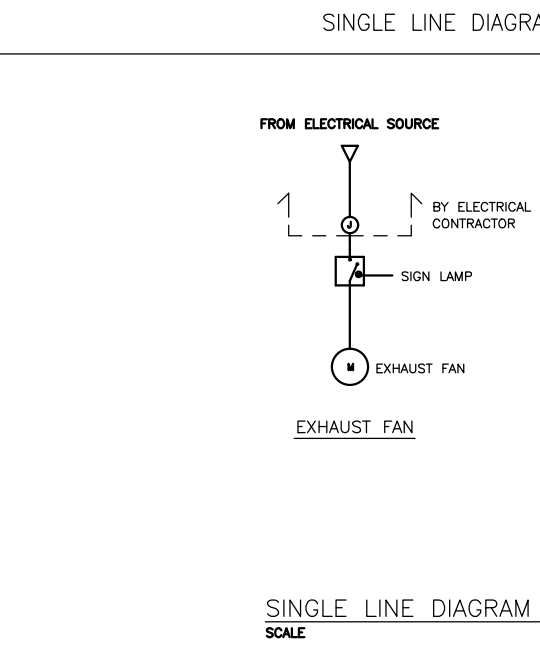 SINGLE LINE DIAGRA
FROM ELECTRICAL SOURCE
BY ELECTRICAL
CONTRACTOR
J
SIGN LAMP
M
EXHAUST FAN
EXHAUST FAN
SINGLE LINE DIAGRAM
SCALE